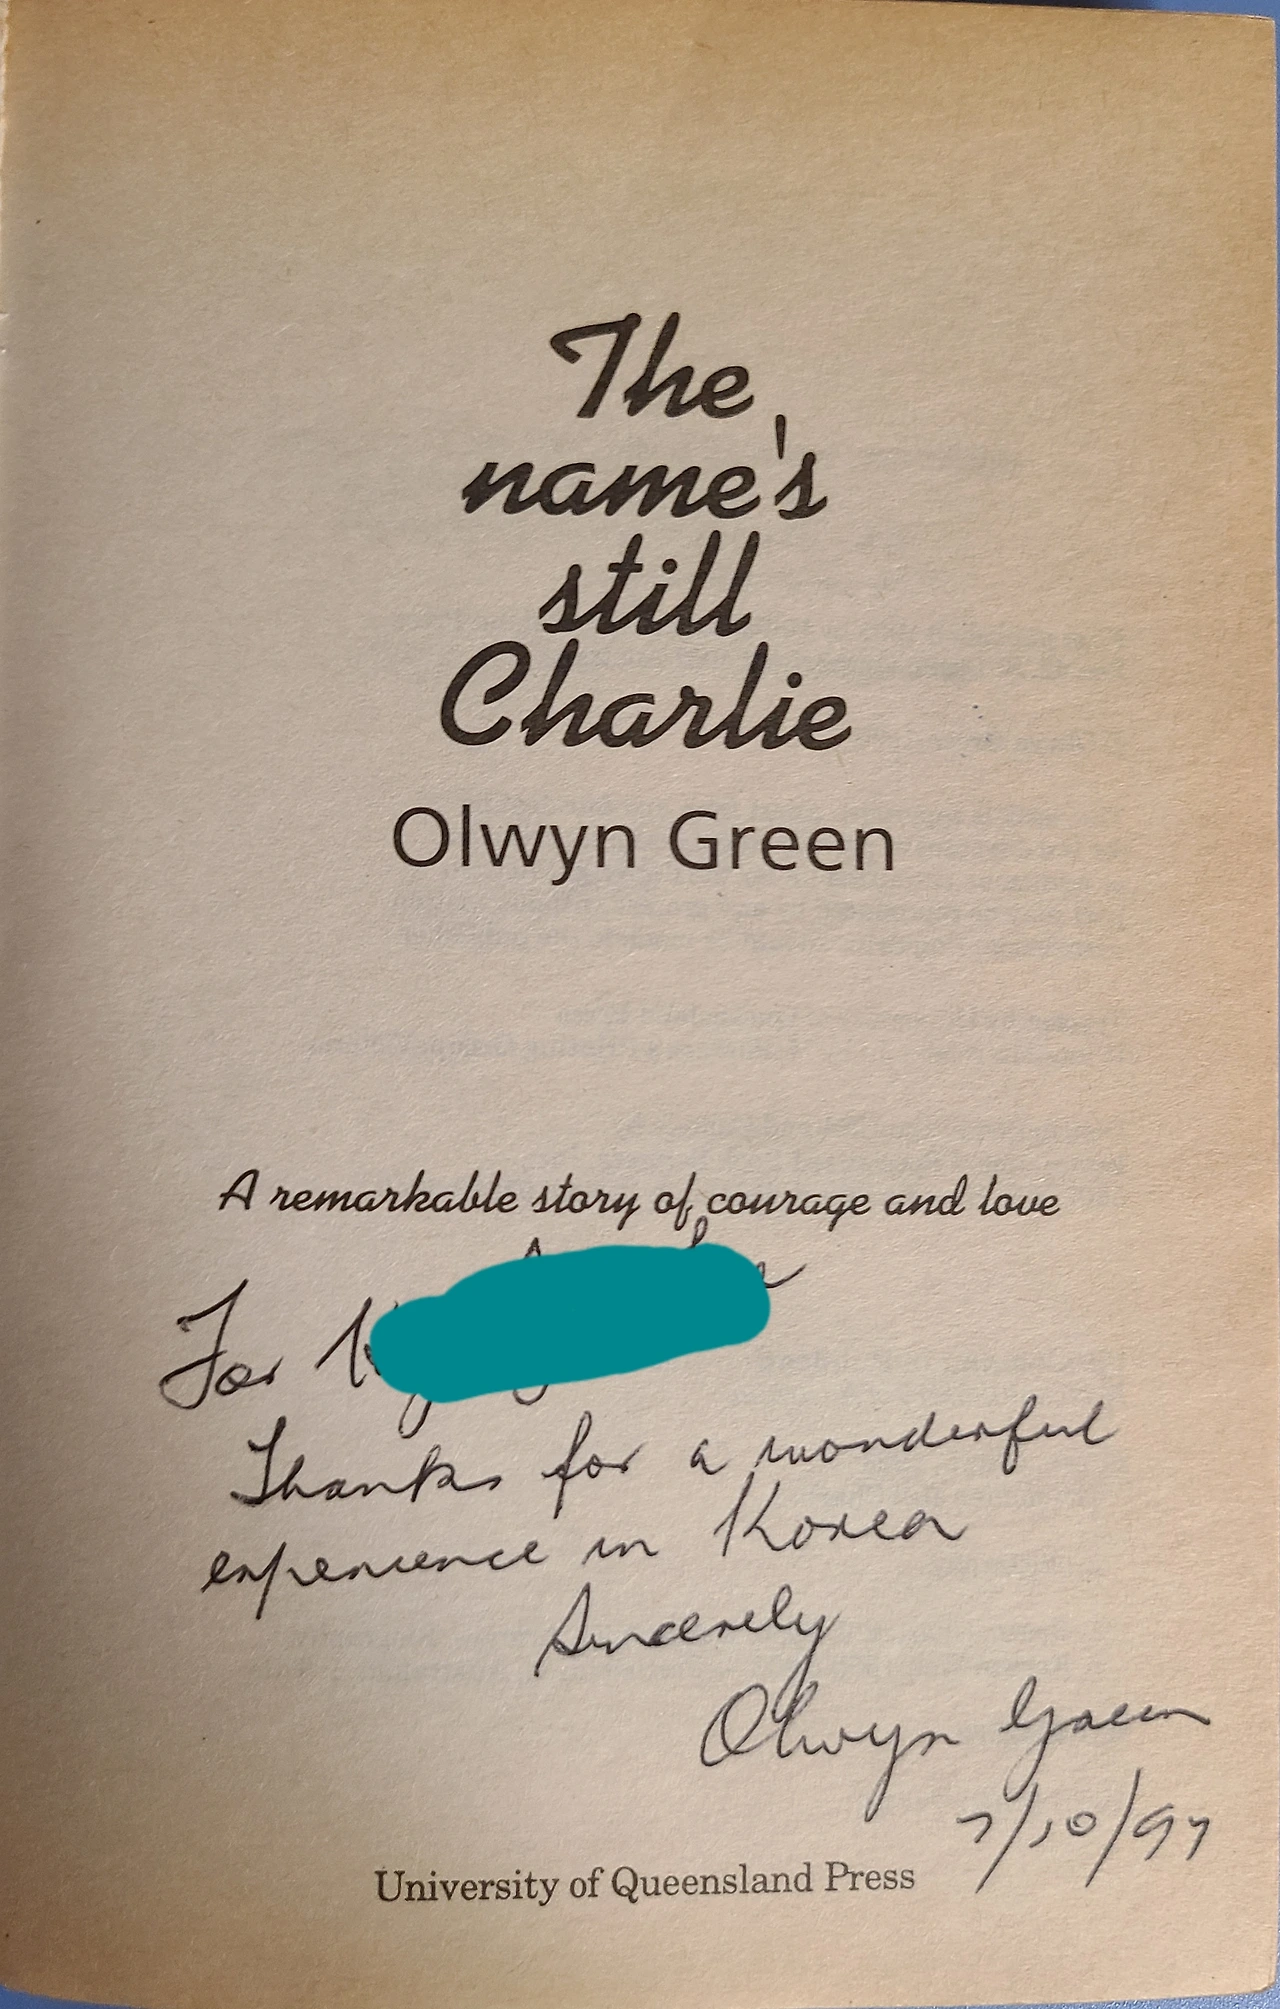 The
name's
still
Charlie
Olwyn Green
A remarkable story of courage and love
For
Thanks for a wonderful
experience in Korea
Sincerely
Olwyn Green
7/10/97
University of Queensland Press